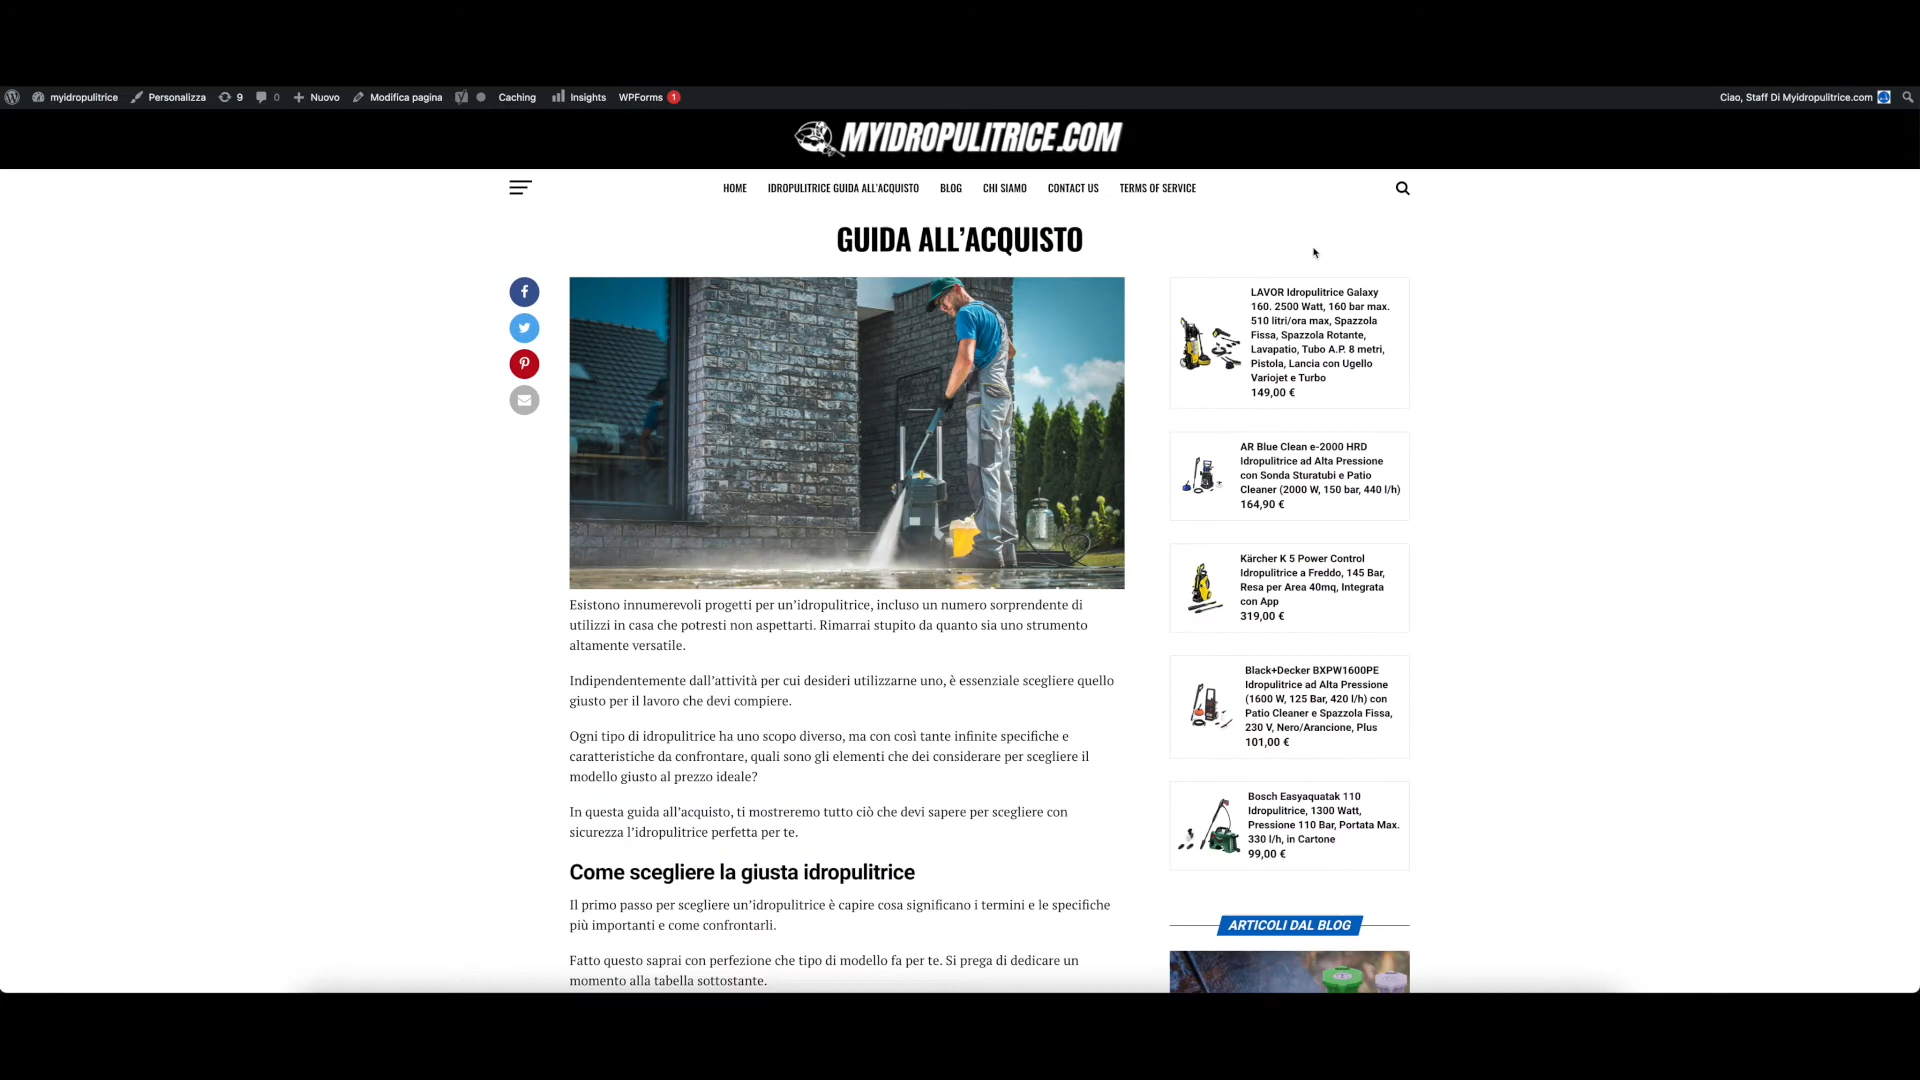 myidropulitrice Personalizza 9 0 Nuovo Modifica pagina Caching Insights WPForms 1 Ciao, Staff Di Myidropulitrice.com
MYIDROPULITRICE.COM
HOME IDROPULITRICE GUIDA ALL'ACQUISTO BLOG CHI SIAMO CONTACT US TERMS OF SERVICE
GUIDA ALL’ACQUISTO
Esistono innumerevoli progetti per un’idropulitrice, incluso un numero sorprendente di
utilizzi in casa che potresti non aspettarti. Rimarrai stupito da quanto sia uno strumento
altamente versatile.
Indipendentemente dall’attività per cui desideri utilizzarne uno, è essenziale scegliere quello
giusto per il lavoro che devi compiere.
Ogni tipo di idropulitrice ha uno scopo diverso, ma con così tante infinite specifiche e
caratteristiche da confrontare, quali sono gli elementi che dei considerare per scegliere il
modello giusto al prezzo ideale?
In questa guida all’acquisto, ti mostreremo tutto ciò che devi sapere per scegliere con
sicurezza l’idropulitrice perfetta per te.
Come scegliere la giusta idropulitrice
Il primo passo per scegliere un’idropulitrice è capire cosa significano i termini e le specifiche
più importanti e come confrontarli.
Fatto questo saprai con perfezione che tipo di modello fa per te. Si prega di dedicare un
momento alla tabella sottostante.
LAVOR Idropulitrice Galaxy
160. 2500 Watt, 160 bar max.
510 litri/ora max, Spazzola
Fissa, Spazzola Rotante,
Lavapatio, Tubo A.P. 8 metri,
Pistola, Lancia con Ugello
Variojet e Turbo
149,00 €
AR Blue Clean e-2000 HRD
Idropulitrice ad Alta Pressione
con Sonda Sturatubi e Patio
Cleaner (2000 W, 150 bar, 440 l/h)
164,90 €
Kärcher K 5 Power Control
Idropulitrice a Freddo, 145 Bar,
Resa per Area 40mq, Integrata
con App
319,00 €
Black+Decker BXPW1600PE
Idropulitrice ad Alta Pressione
(1600 W, 125 Bar, 420 l/h) con
Patio Cleaner e Spazzola Fissa,
230 V, Nero/Arancione, Plus
101,00 €
Bosch Easyaquatak 110
Idropulitrice, 1300 Watt,
Pressione 110 Bar, Portata Max.
330 l/h, in Cartone
99,00 €
ARTICOLI DAL BLOG